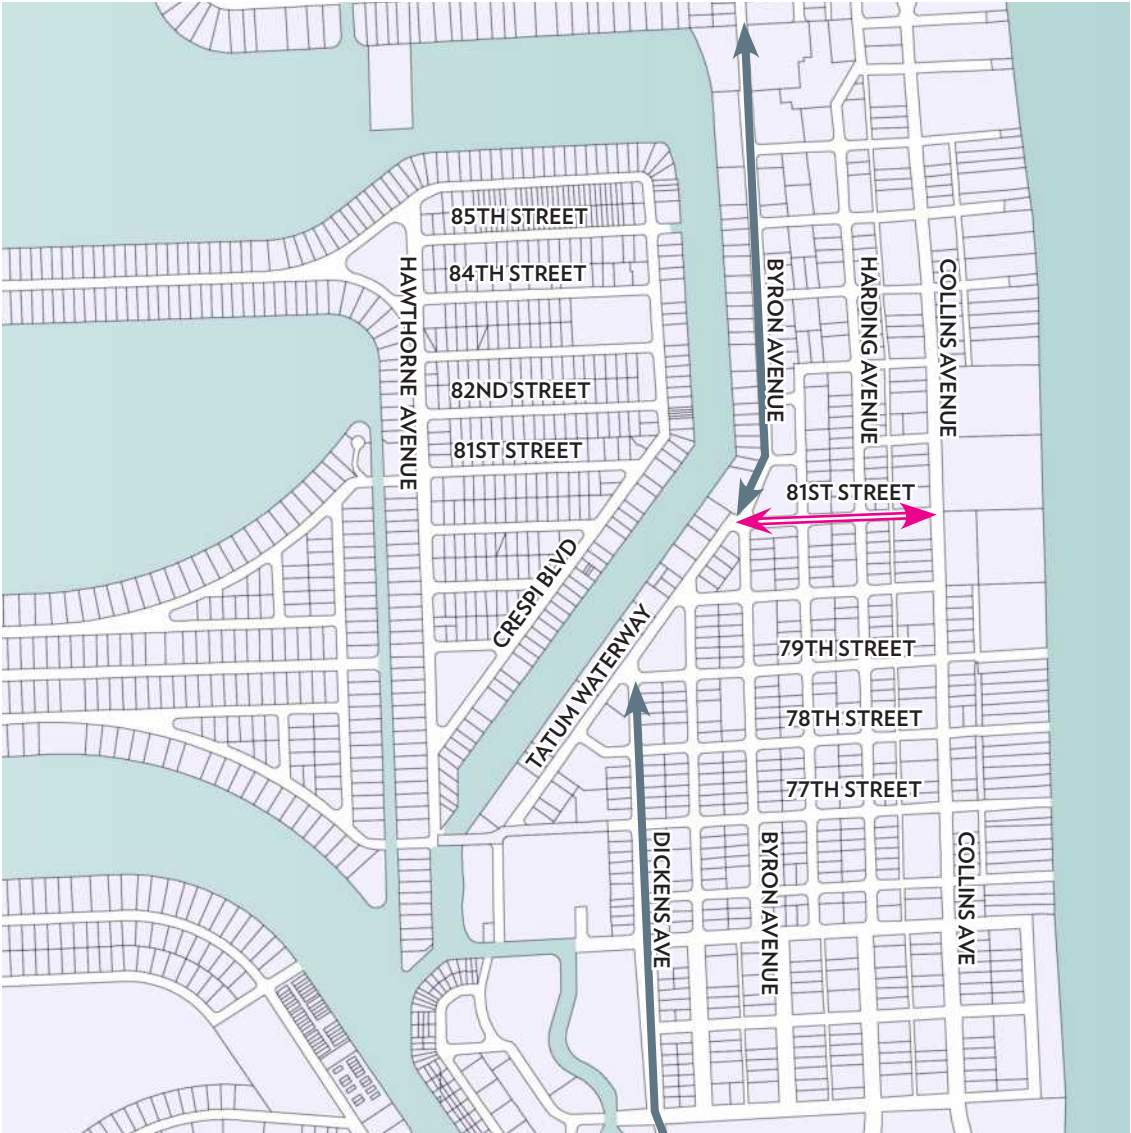 85TH STREET
84TH STREET
HAWTHORNE AVENUE
BYRON AVENUE
HARDING AVENUE
COLLINS AVENUE
82ND STREET
81ST STREET
81ST STREET
CRESPI BLVD
TATUM WATERWAY
79TH STREET
78TH STREET
77TH STREET
DICKENS AVE
BYRON AVENUE
COLLINS AVE